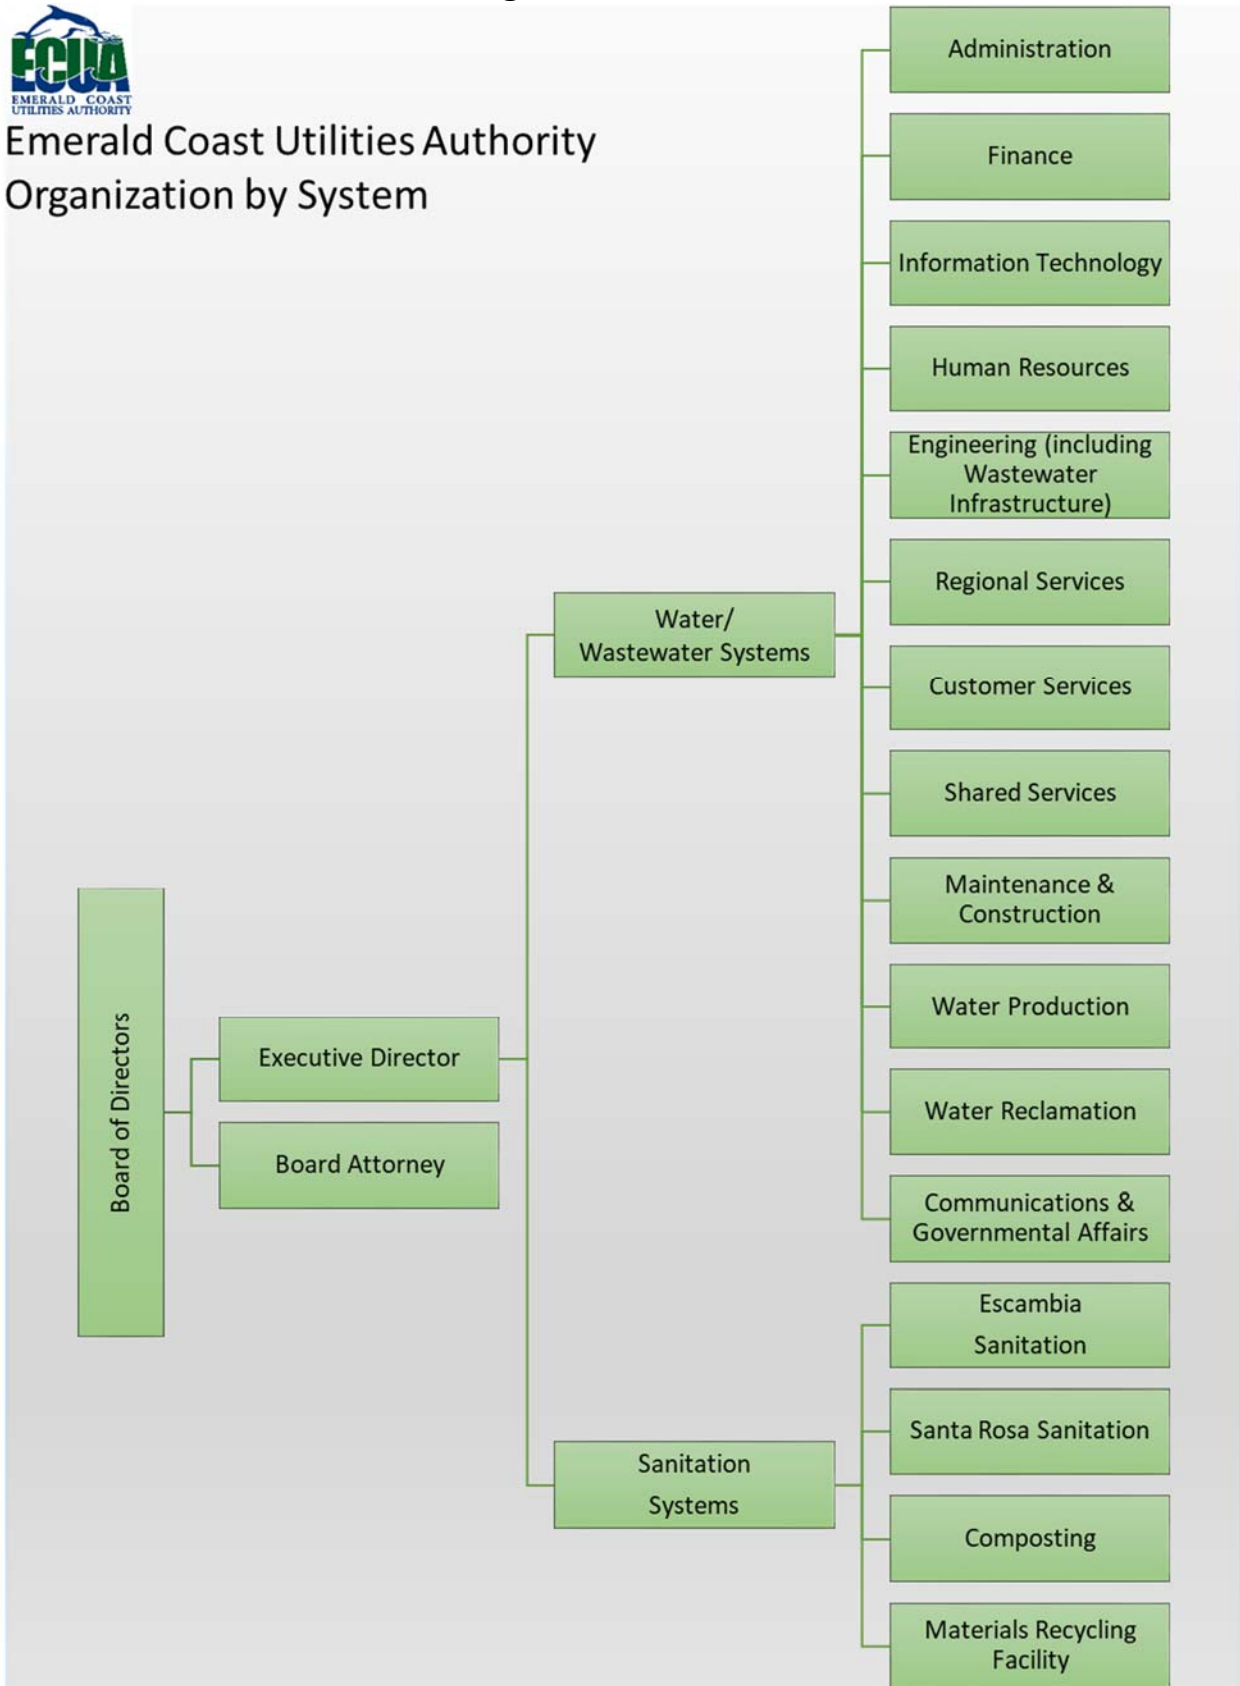 ECUA
EMERALD COAST
UTILITIES AUTHORITY
Emerald Coast Utilities Authority
Organization by System
Board of Directors
Executive Director
Board Attorney
Water/
Wastewater Systems
Administration
Finance
Information Technology
Human Resources
Engineering (including
Wastewater
Infrastructure)
Regional Services
Customer Services
Shared Services
Maintenance &
Construction
Water Production
Water Reclamation
Communications &
Governmental Affairs
Sanitation
Systems
Escambia
Sanitation
Santa Rosa Sanitation
Composting
Materials Recycling
Facility